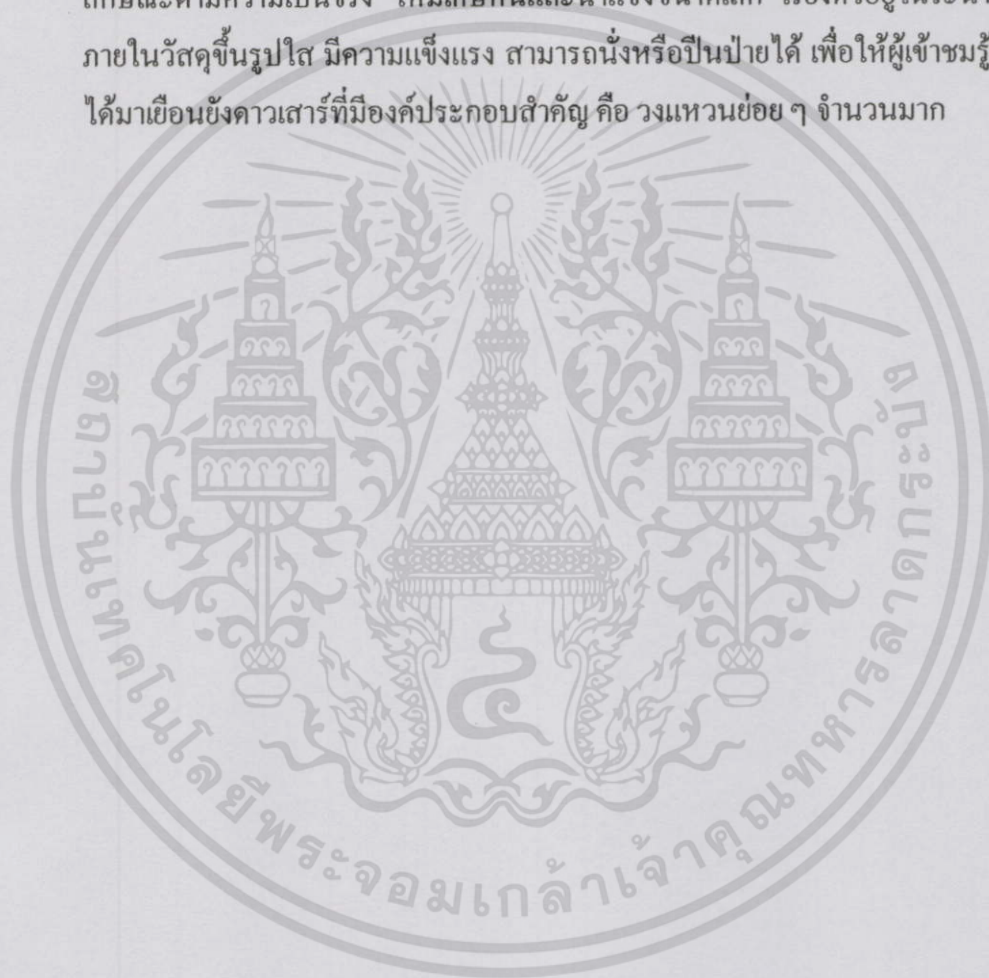 ภายในวัสดุขึ้นรูปใส มีความแข็งแรง สามารถนั่งหรือปีนป่ายได้ เพื่อให้ผู้เข้าชมรู้
ได้มาเยือนยังดาวเสาร์ที่มีองค์ประกอบสำคัญ คือ วงแหวนย่อย ๆ จำนวนมาก
สถาบันเทคโนโลยีพระจอมเกล้าเจ้าคุณทหารลาดกระบัง
๔